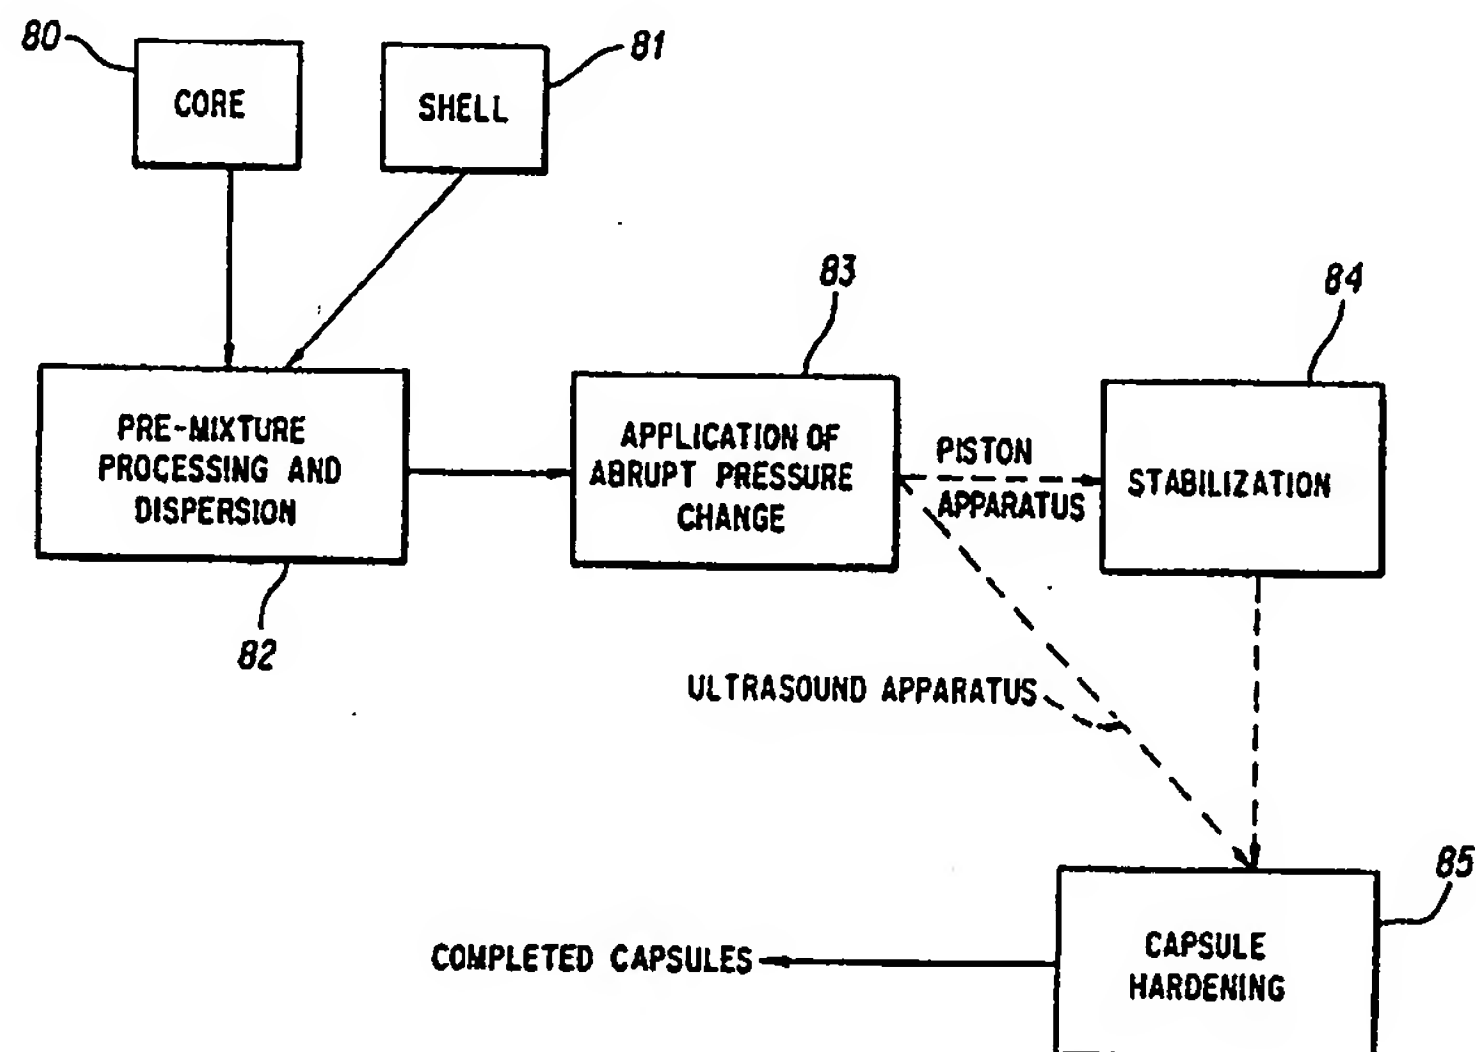 80
CORE
SHELL
81
PRE-MIXTURE
PROCESSING AND
DISPERSION
82
83
APPLICATION OF
ABRUPT PRESSURE
CHANGE
PISTON
APPARATUS
84
STABILIZATION
ULTRASOUND APPARATUS
85
CAPSULE
HARDENING
COMPLETED CAPSULES